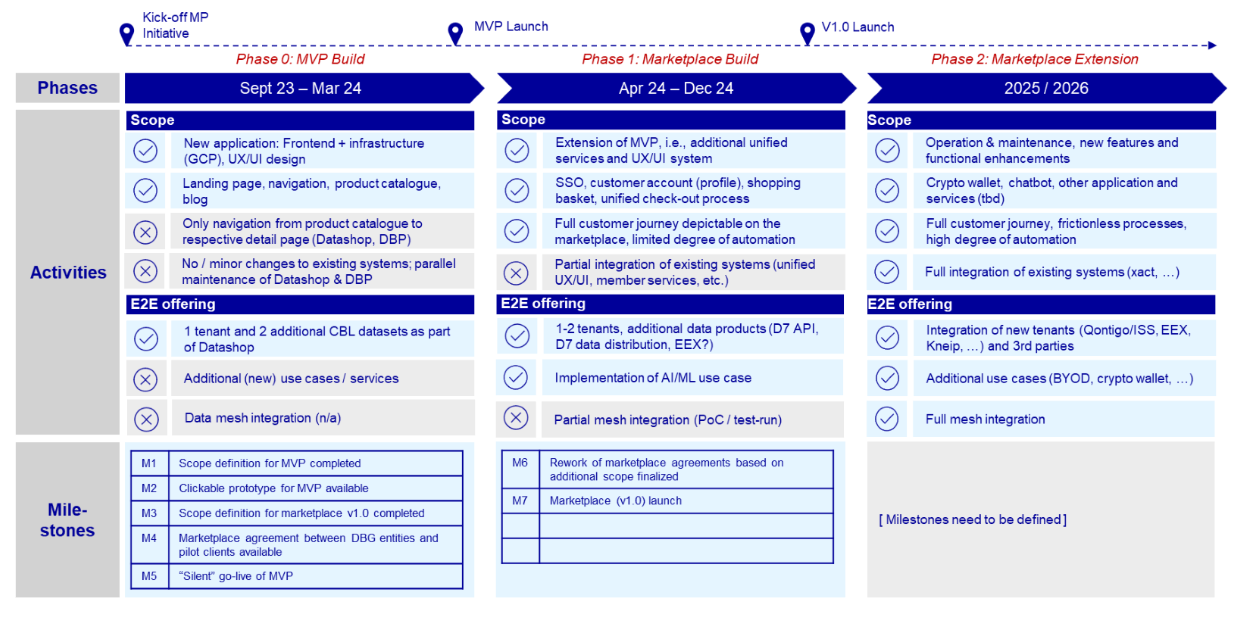 Kick-off MP
Initiative
MVP Launch
V1.0 Launch
Phase 0: MVP Build
Phase 1: Marketplace Build
Phase 2: Marketplace Extension
Phases
Sept 23 – Mar 24
Apr 24 – Dec 24
2025 / 2026
Activities
Scope
New application: Frontend + infrastructure
(GCP), UX/UI design
Landing page, navigation, product catalogue,
blog
Only navigation from product catalogue to
respective detail page (Datashop, DBP)
No / minor changes to existing systems; parallel
maintenance of Datashop & DBP
E2E offering
1 tenant and 2 additional CBL datasets as part
of Datashop
Additional (new) use cases / services
Data mesh integration (n/a)
Scope
Extension of MVP, i.e., additional unified
services and UX/UI system
SSO, customer account (profile), shopping
basket, unified check-out process
Full customer journey depictable on the
marketplace, limited degree of automation
Partial integration of existing systems (unified
UX/UI, member services, etc.)
E2E offering
1-2 tenants, additional data products (D7 API,
D7 data distribution, EEX?)
Implementation of AI/ML use case
Partial mesh integration (PoC / test-run)
Scope
Operation & maintenance, new features and
functional enhancements
Crypto wallet, chatbot, other application and
services (tbd)
Full customer journey, frictionless processes,
high degree of automation
Full integration of existing systems (xact, …)
E2E offering
Integration of new tenants (Qontigo/ISS, EEX,
Kneip, …) and 3rd parties
Additional use cases (BYOD, crypto wallet, …)
Full mesh integration
Mile-
stones
M1 Scope definition for MVP completed
M2 Clickable prototype for MVP available
M3 Scope definition for marketplace v1.0 completed
M4 Marketplace agreement between DBG entities and
pilot clients available
M5 “Silent” go-live of MVP
M6 Rework of marketplace agreements based on
additional scope finalized
M7 Marketplace (v1.0) launch
[ Milestones need to be defined ]